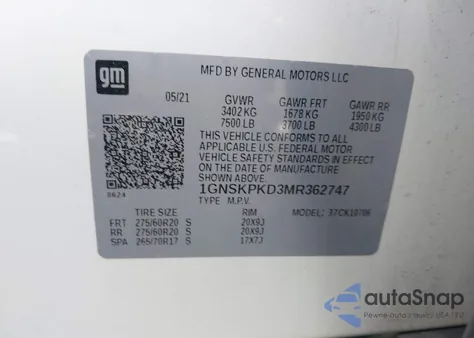 gm
MFD BY GENERAL MOTORS LLC
05/21 GVWR GAWR FRT GAWR RR
3402 KG 1678 KG 1950 KG
7500 LB 3700 LB 4300 LB
THIS VEHICLE CONFORMS TO ALL
APPLICABLE U.S. FEDERAL MOTOR
VEHICLE SAFETY STANDARDS IN EFFECT ON
THE DATE OF MANUFACTURE SHOWN ABOVE.
1GNSKPKD3MR362747
8624
TYPE M.P.V.
TIRE SIZE RIM MODEL:
FRT 275/60R20 S 20X9J
RR 275/60R20 S 20X9J
SPA 265/70R17 S 17X7J
autoSnap